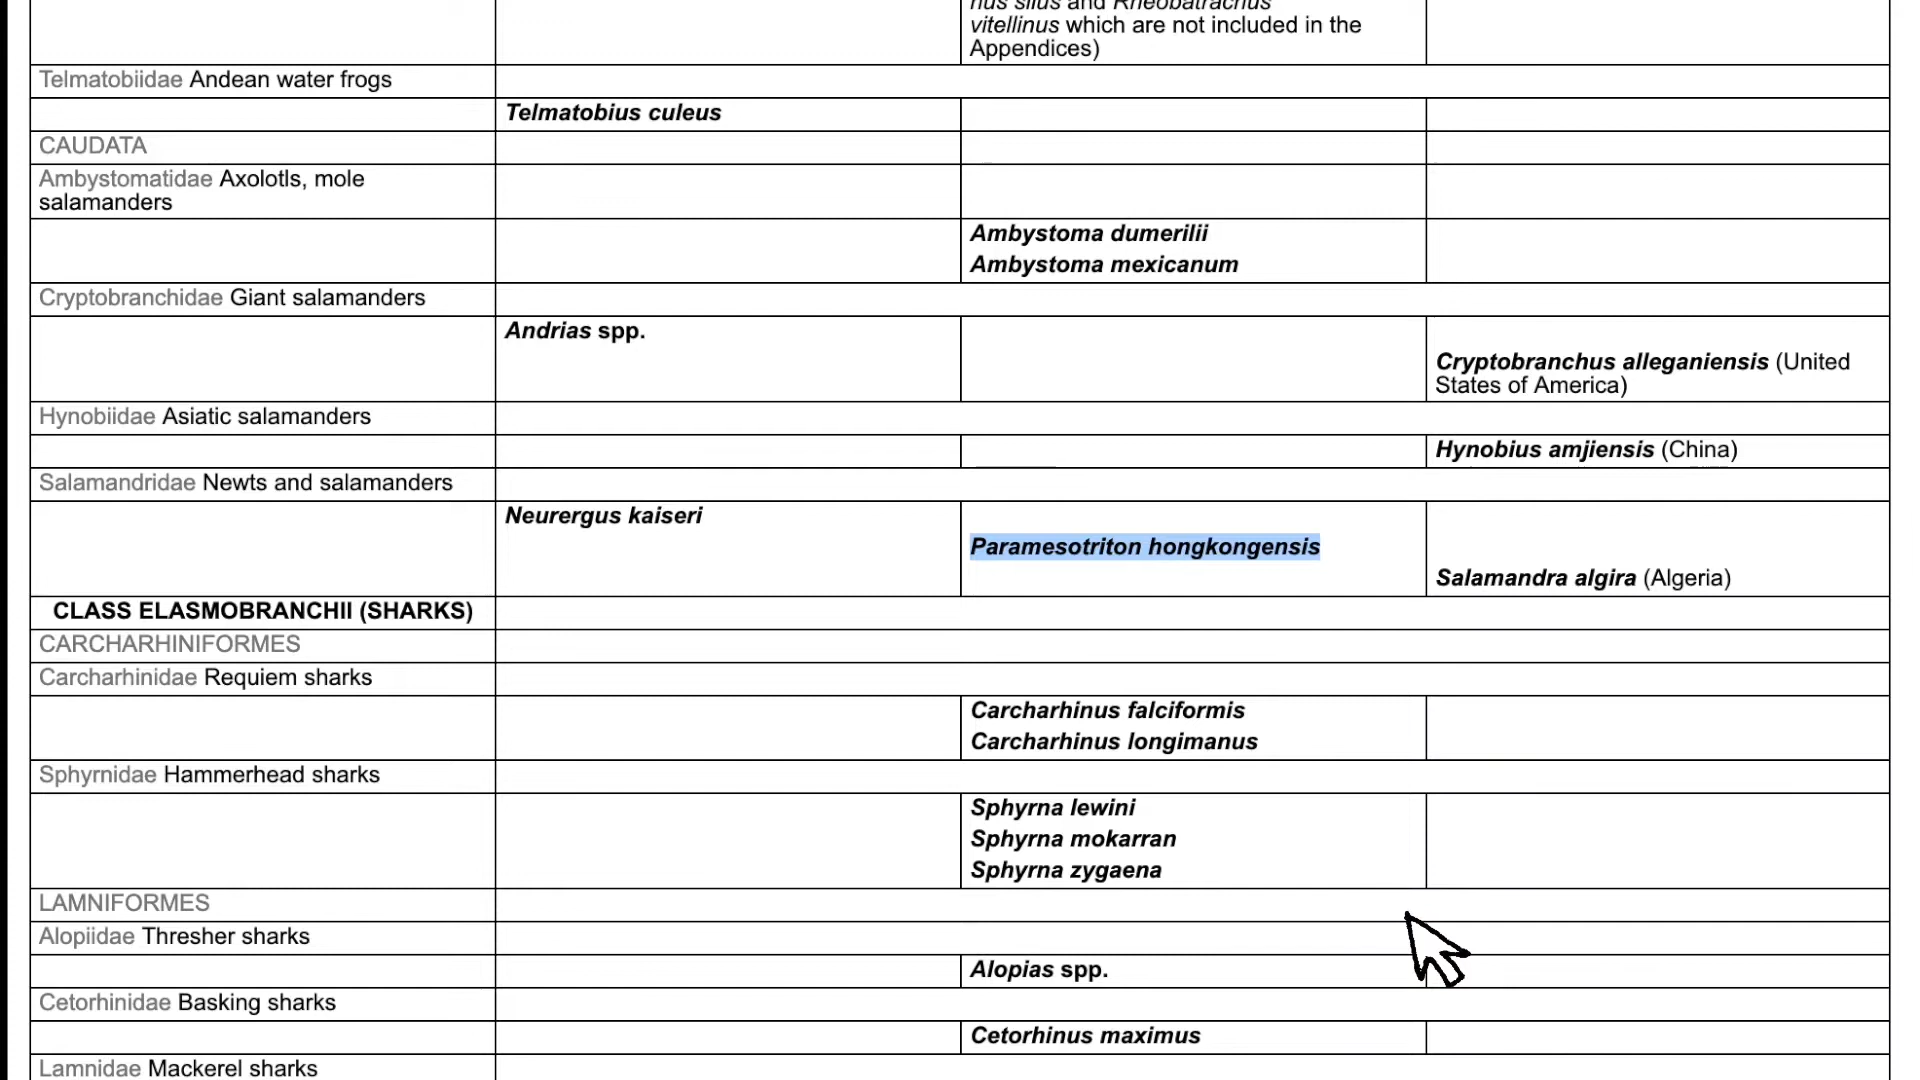 nus silus and Rheobatrachus
vitellinus which are not included in the
Appendices)
Telmatobiidae Andean water frogs
Telmatobius culeus
CAUDATA
Ambystomatidae Axolotls, mole
salamanders
Ambystoma dumerilii
Ambystoma mexicanum
Cryptobranchidae Giant salamanders
Andrias spp.
Cryptobranchus alleganiensis (United
States of America)
Hynobiidae Asiatic salamanders
Hynobius amjiensis (China)
Salamandridae Newts and salamanders
Neurergus kaiseri
Paramesotriton hongkongensis
Salamandra algira (Algeria)
CLASS ELASMOBRANCHII (SHARKS)
CARCHARHINIFORMES
Carcharhinidae Requiem sharks
Carcharhinus falciformis
Carcharhinus longimanus
Sphyrnidae Hammerhead sharks
Sphyrna lewini
Sphyrna mokarran
Sphyrna zygaena
LAMNIFORMES
Alopiidae Thresher sharks
Alopias spp.
Cetorhinidae Basking sharks
Cetorhinus maximus
Lamnidae Mackerel sharks